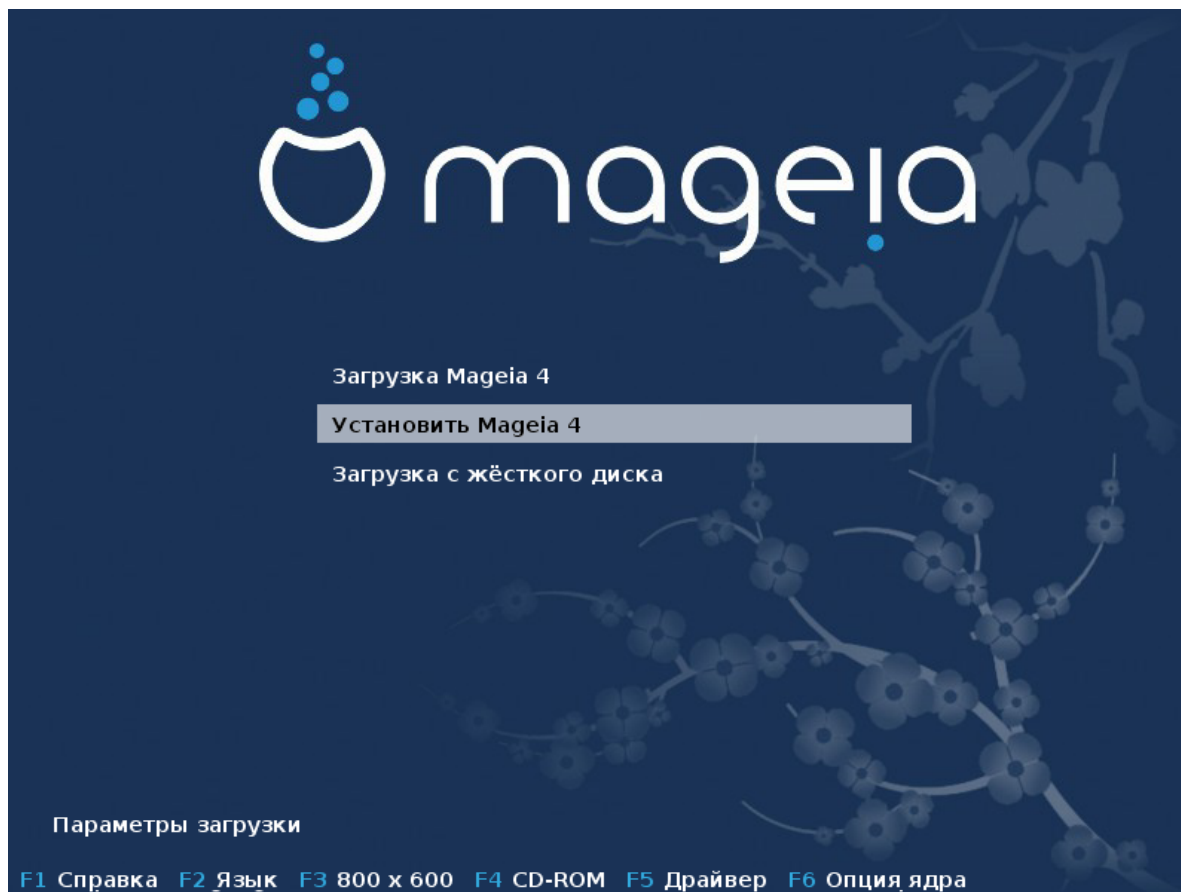 mageia
Загрузка Mageia 4
Установить Mageia 4
Загрузка с жёсткого диска
Параметры загрузки
F1 Справка F2 Язык F3 800 x 600 F4 CD-ROM F5 Драйвер F6 Опция ядра